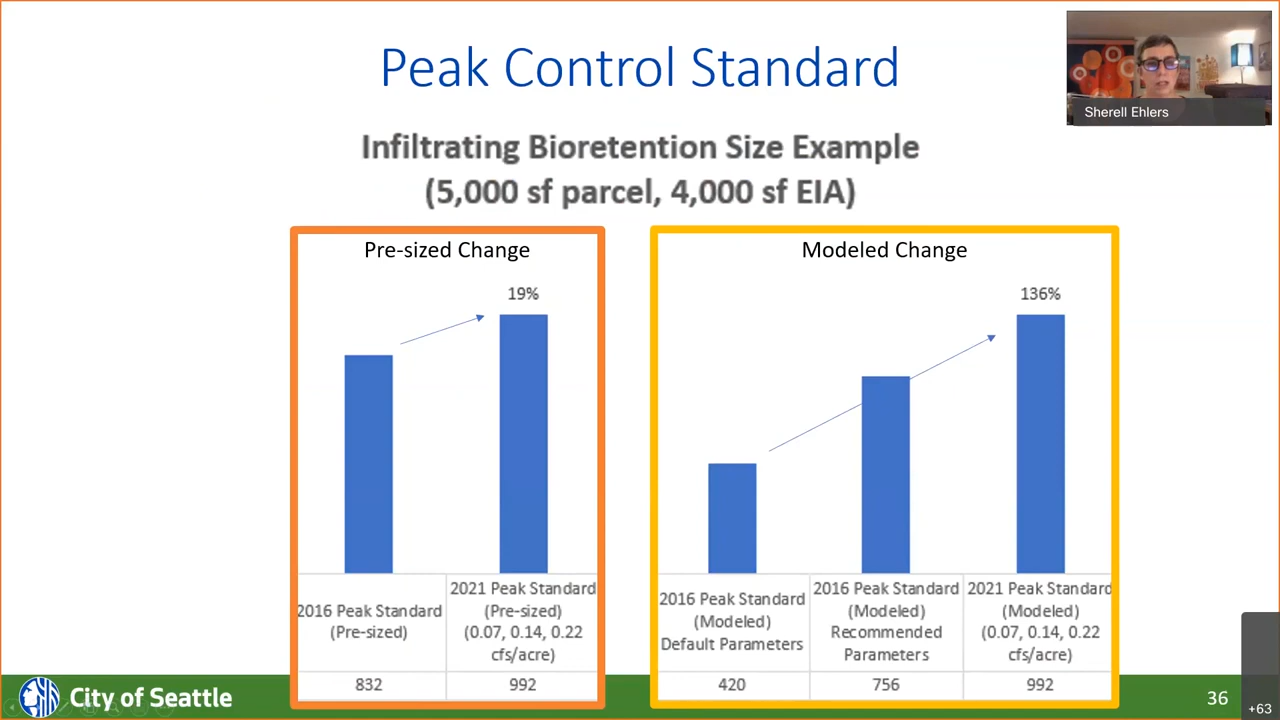 Peak Control Standard
Sherell Ehlers
Infiltrating Bioretention Size Example
(5,000 sf parcel, 4,000 sf EIA)
Pre-sized Change
19%
2016 Peak Standard
(Pre-sized)
2021 Peak Standard
(Pre-sized)
(0.07, 0.14, 0.22
cfs/acre)
832
992
Modeled Change
136%
2016 Peak Standard
(Modeled)
Default Parameters
2016 Peak Standard
(Modeled)
Recommended
Parameters
2021 Peak Standard
(Modeled)
(0.07, 0.14, 0.22
cfs/acre)
420
756
992
City of Seattle
36
+63